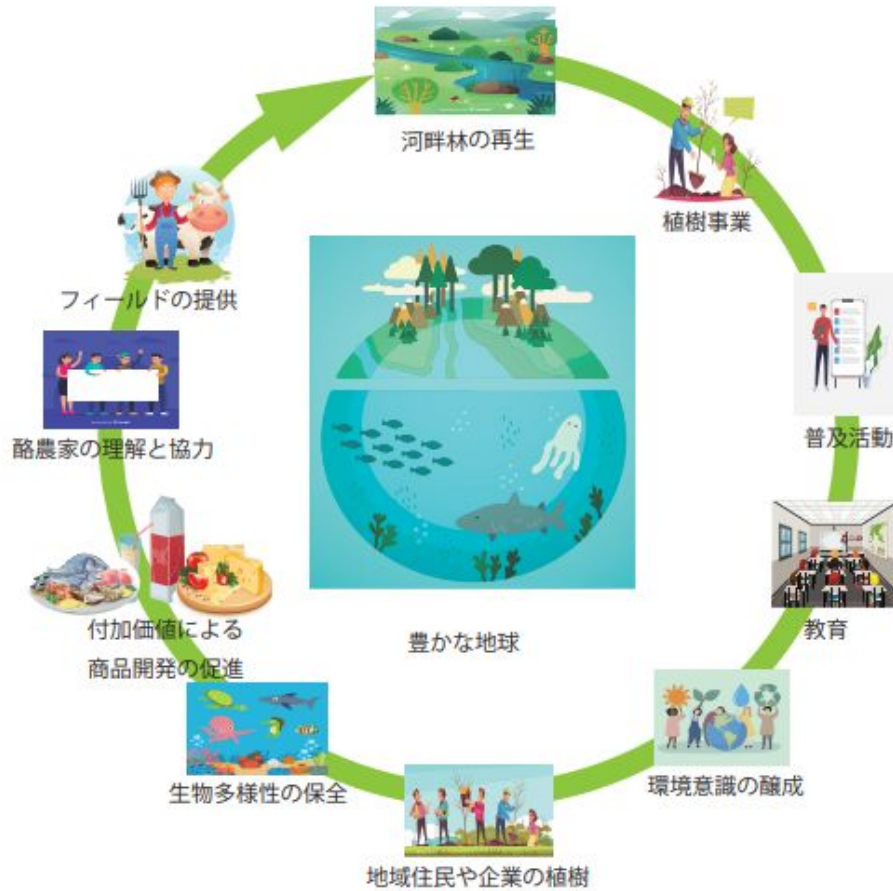 河畔林の再生
植樹事業
普及活動
教育
環境意識の醸成
地域住民や企業の植樹
生物多様性の保全
付加価値による
商品開発の促進
酪農家の理解と協力
フィールドの提供
豊かな地球